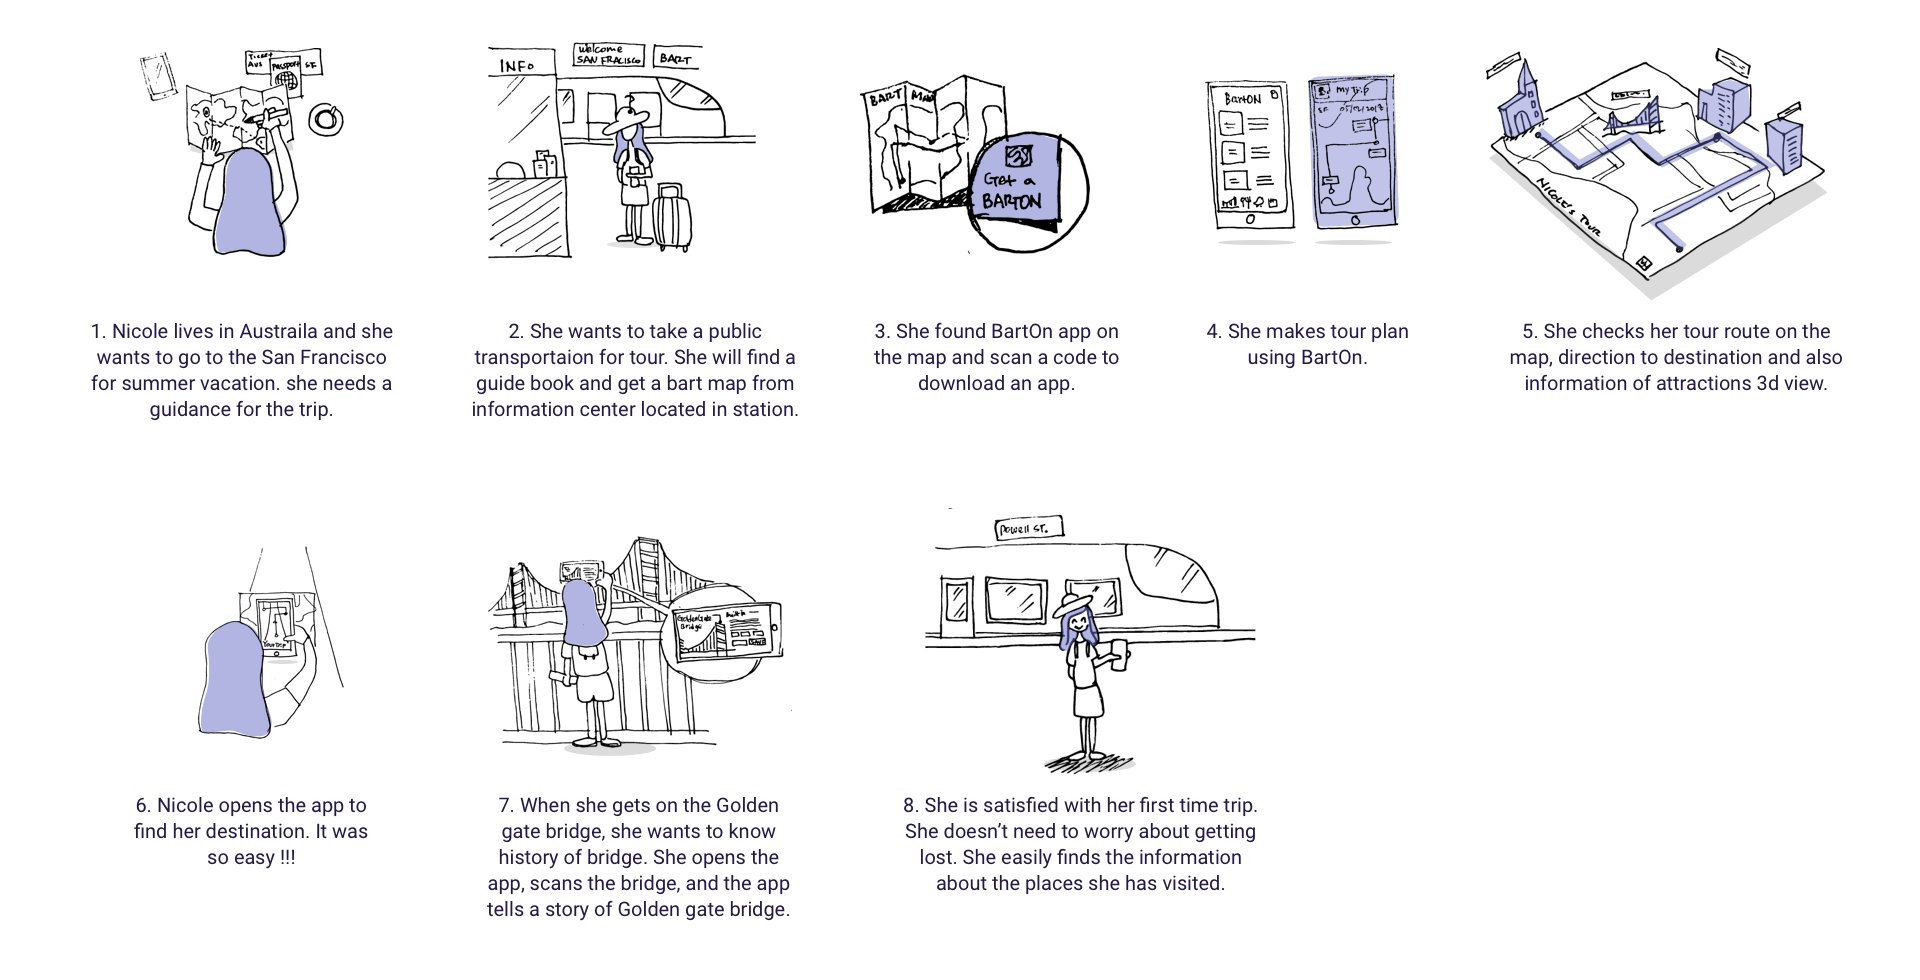 Ticket
AUS
SF
Passport
INFO
Welcome
SAN FRACISCO
BART
BART MAP
Get a
BARTON
BartON
my trip
SF 05/12/2017
NICOLE'S TOUR
1. Nicole lives in Austraila and she
wants to go to the San Francisco
for summer vacation. she needs a
guidance for the trip.
2. She wants to take a public
transportaion for tour. She will find a
guide book and get a bart map from
information center located in station.
3. She found BartOn app on
the map and scan a code to
download an app.
4. She makes tour plan
using BartOn.
5. She checks her tour route on the
map, direction to destination and also
information of attractions 3d view.
Your Trip
Golden Gate
Bridge
Built in
Powell ST.
6. Nicole opens the app to
find her destination. It was
so easy !!!
7. When she gets on the Golden
gate bridge, she wants to know
history of bridge. She opens the
app, scans the bridge, and the app
tells a story of Golden gate bridge.
8. She is satisfied with her first time trip.
She doesn’t need to worry about getting
lost. She easily finds the information
about the places she has visited.